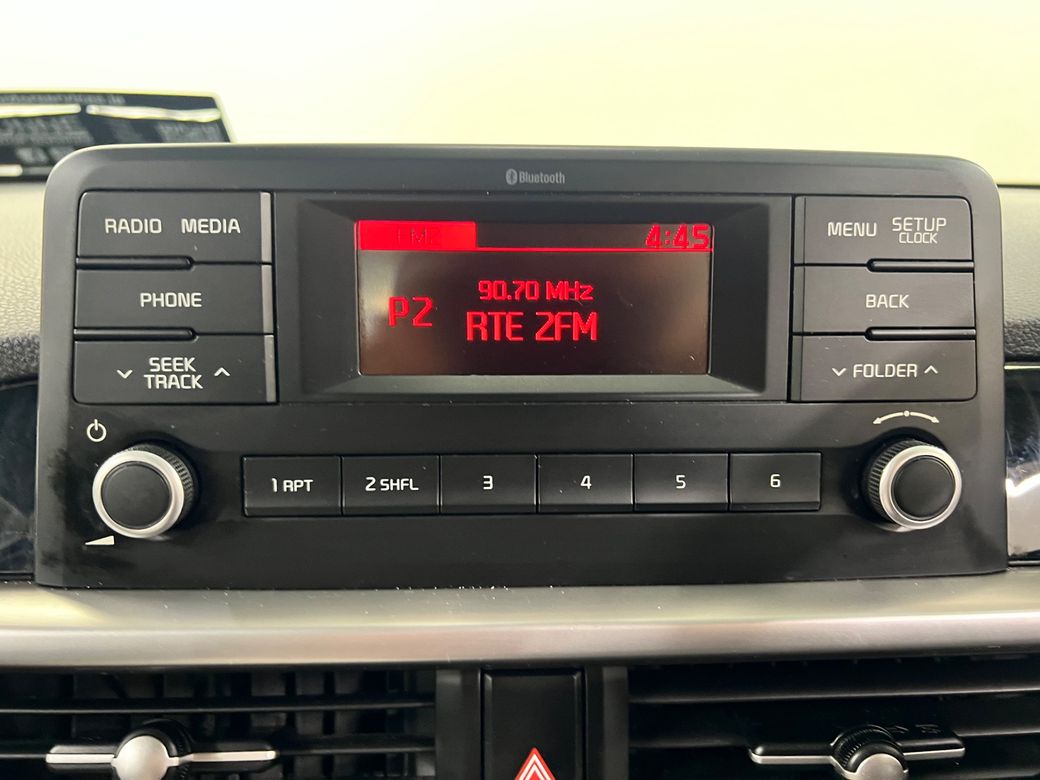 Bluetooth
RADIO MEDIA
PHONE
SEEK
TRACK
FM2
4:45
90.70 MHz
P2
RTE 2FM
MENU SETUP
CLOCK
BACK
FOLDER
1 RPT
2 SHFL
3
4
5
6